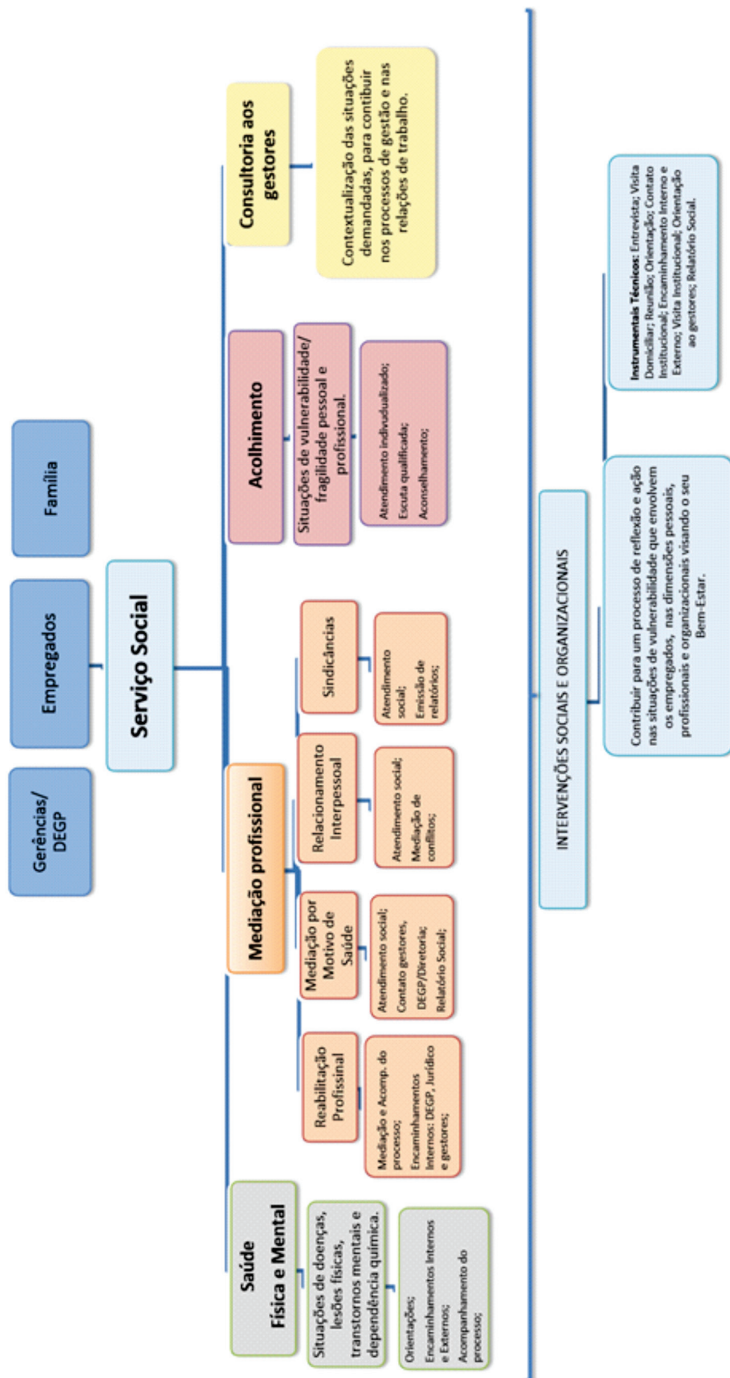 Gerências/
DEGP
Empregados
Família
Serviço Social
Saúde
Física e Mental
Situações de doenças,
lesões físicas,
transtornos mentais e
dependência química.
Orientações;
Encaminhamentos Internos
e Externos;
Acompanhamento do
processo;
Mediação profissional
Reabilitação
Profissinal
Mediação e Acomp. do
processo;
Encaminhamentos
Internos: DEGP, Jurídico
e gestores;
Mediação por
Motivo de
Saúde
Atendimento social;
Contato gestores,
DEGP/Diretoria;
Relatório Social;
Relacionamento
Interpessoal
Atendimento social;
Mediação de
conflitos;
Sindicâncias
Atendimento
social;
Emissão de
relatórios;
Acolhimento
Situações de vulnerabilidade/
fragilidade pessoal e
profissional.
Atendimento indivudualizado;
Escuta qualificada;
Aconselhamento;
Consultoria aos
gestores
Contextualização das situações
demandadas, para contibuir
nos processos de gestão e nas
relações de trabalho.
INTERVENÇÕES SOCIAIS E ORGANIZACIONAIS
Contribuir para um processo de reflexão e ação
nas situações de vulnerabilidade que envolvem
os empregados, nas dimensões pessoais,
profissionais e organizacionais visando o seu
Bem-Estar.
Instrumentais Técnicos: Entrevista; Visita
Domiciliar; Reunião; Orientação; Contato
Institucional; Encaminhamento Interno e
Externo; Visita Institucional; Orientação
ao gestores; Relatório Social.